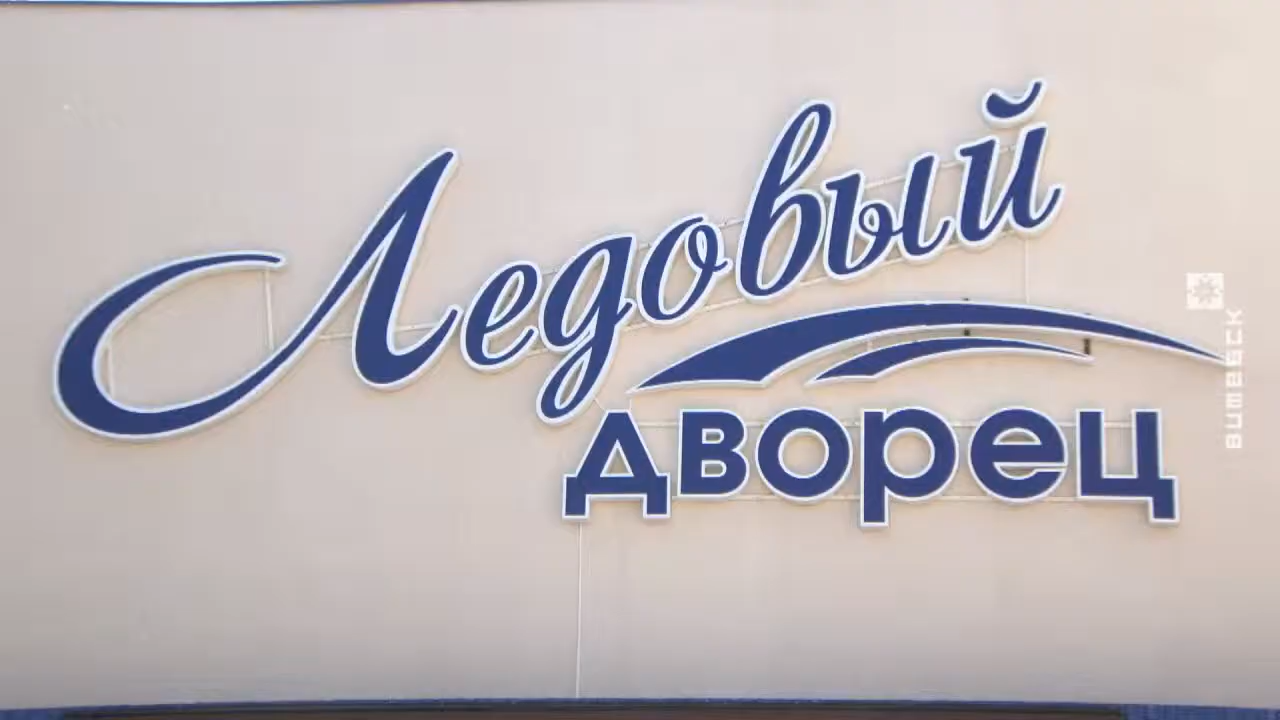 Ледовый
дворец
витебск